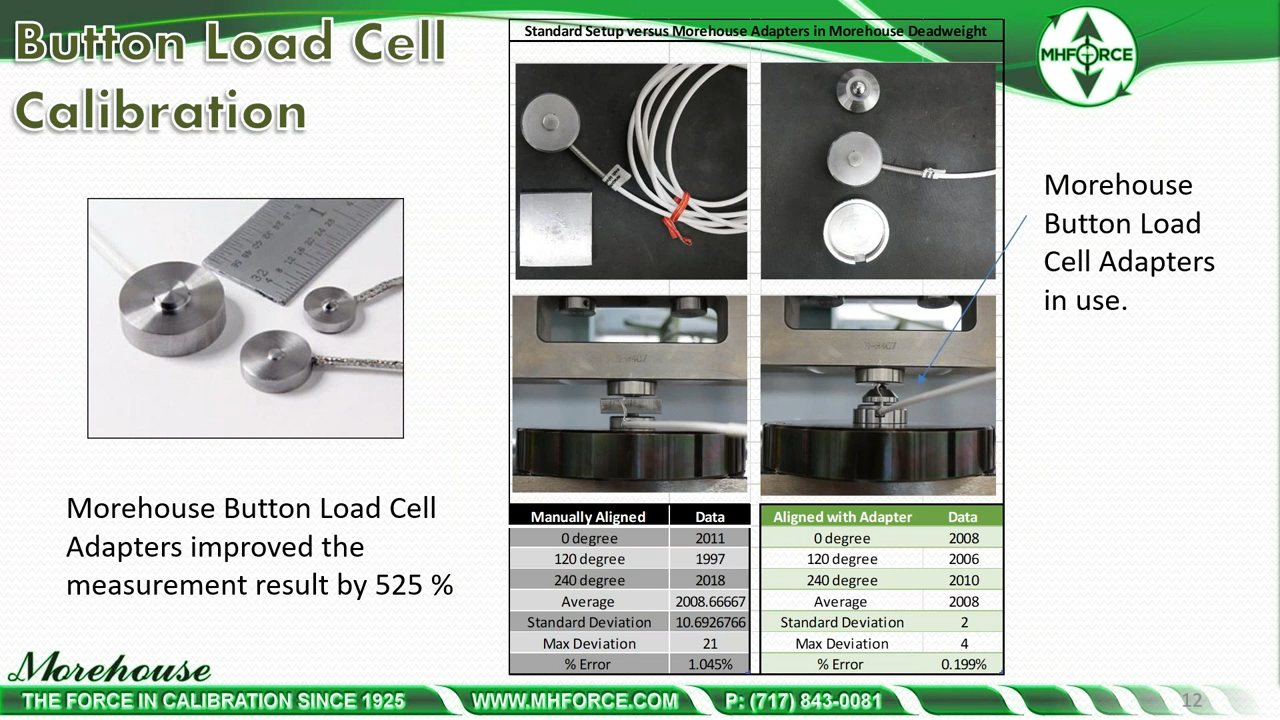 Button Load Cell
Calibration
Standard Setup versus Morehouse Adapters in Morehouse Deadweight
MHFORCE
Morehouse
Button Load
Cell Adapters
in use.
Morehouse Button Load Cell
Adapters improved the
measurement result by 525 %
Manually Aligned Data
0 degree 2011
120 degree 1997
240 degree 2018
Average 2008.66667
Standard Deviation 10.6926766
Max Deviation 21
% Error 1.045%
Aligned with Adapter Data
0 degree 2008
120 degree 2006
240 degree 2010
Average 2008
Standard Deviation 2
Max Deviation 4
% Error 0.199%
Morehouse
THE FORCE IN CALIBRATION SINCE 1925 WWW.MHFORCE.COM P: (717) 843-0081
12